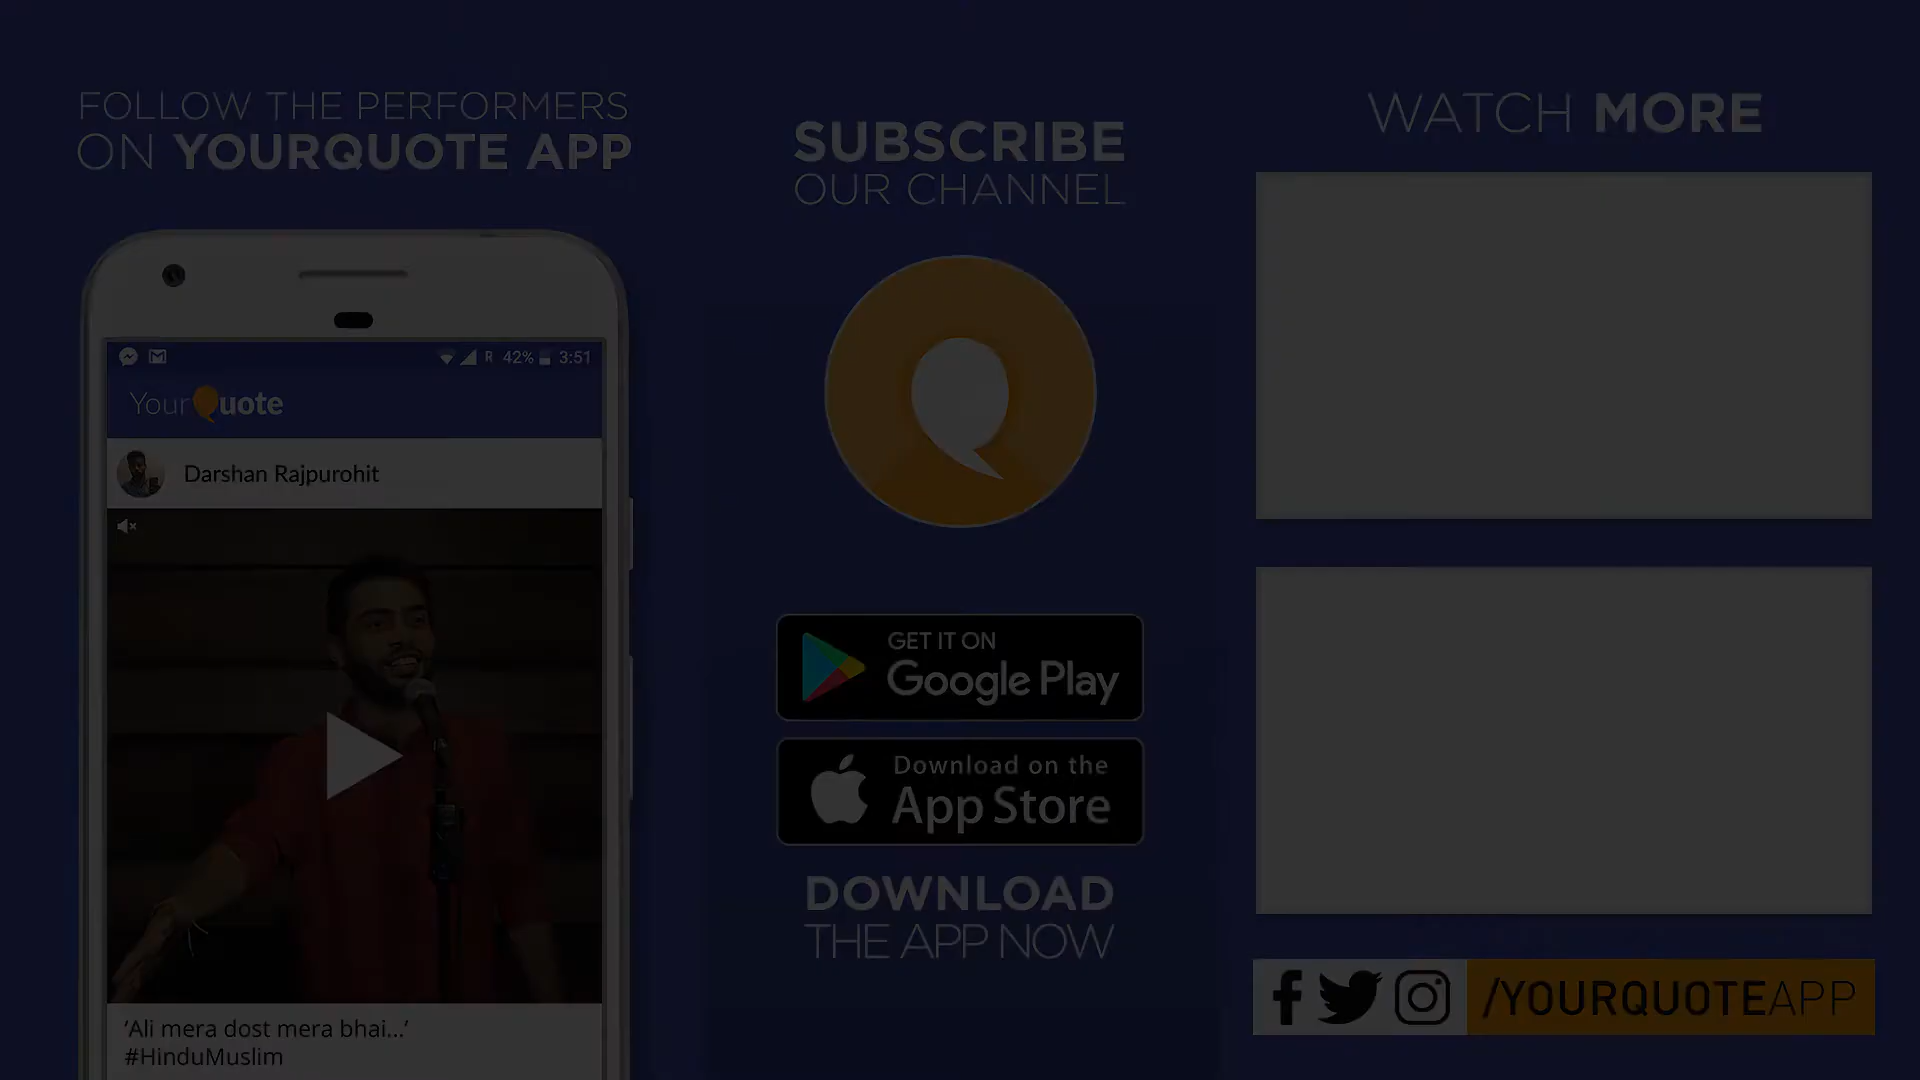 FOLLOW THE PERFORMERS
ON YOURQUOTE APP
R 42% 3:51
YourQuote
Darshan Rajpurohit
'Ali mera dost mera bhai...'
#HinduMuslim
SUBSCRIBE
OUR CHANNEL
GET IT ON
Google Play
Download on the
App Store
DOWNLOAD
THE APP NOW
WATCH MORE
/YOURQUOTEAPP